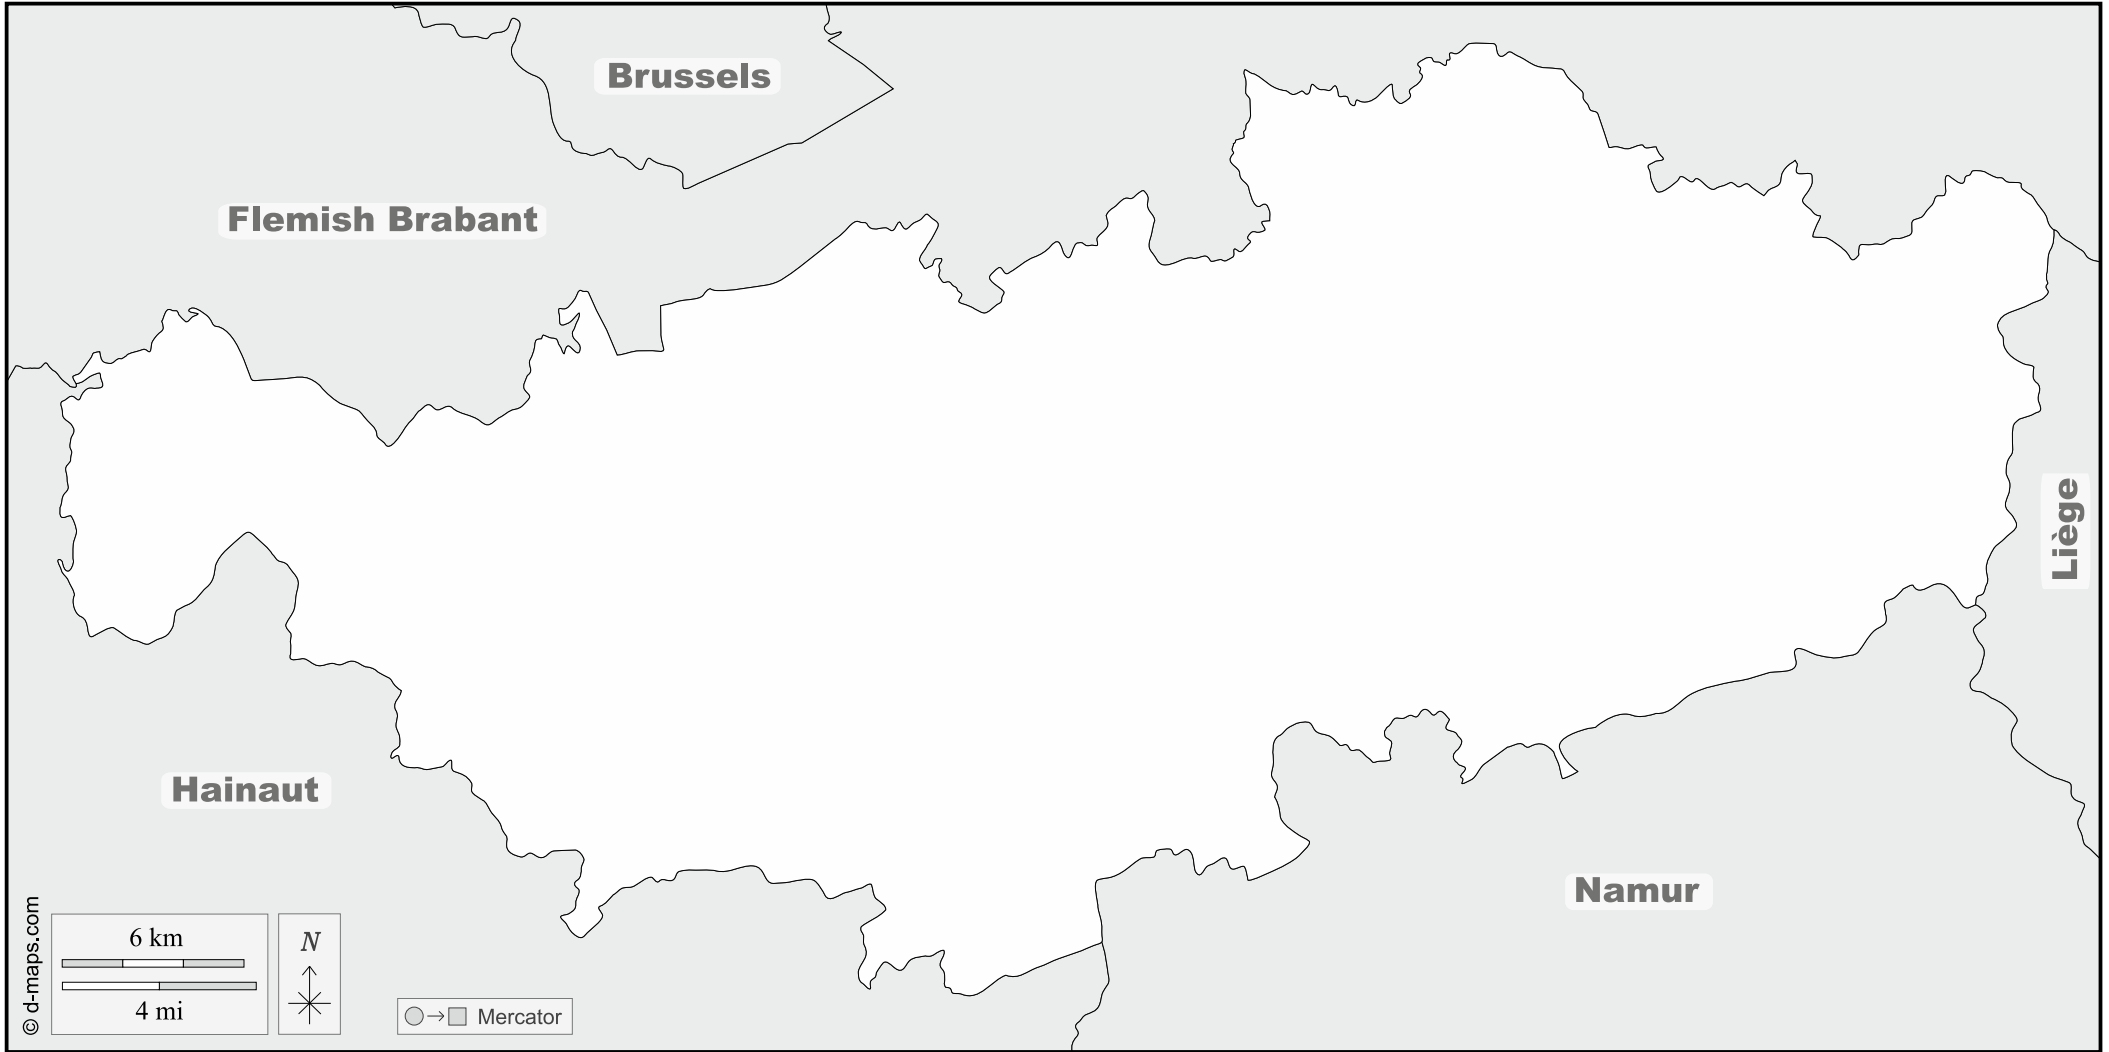 Brussels
Flemish Brabant
Liège
Hainaut
Namur
© d-maps.com
6 km
4 mi
N
Mercator